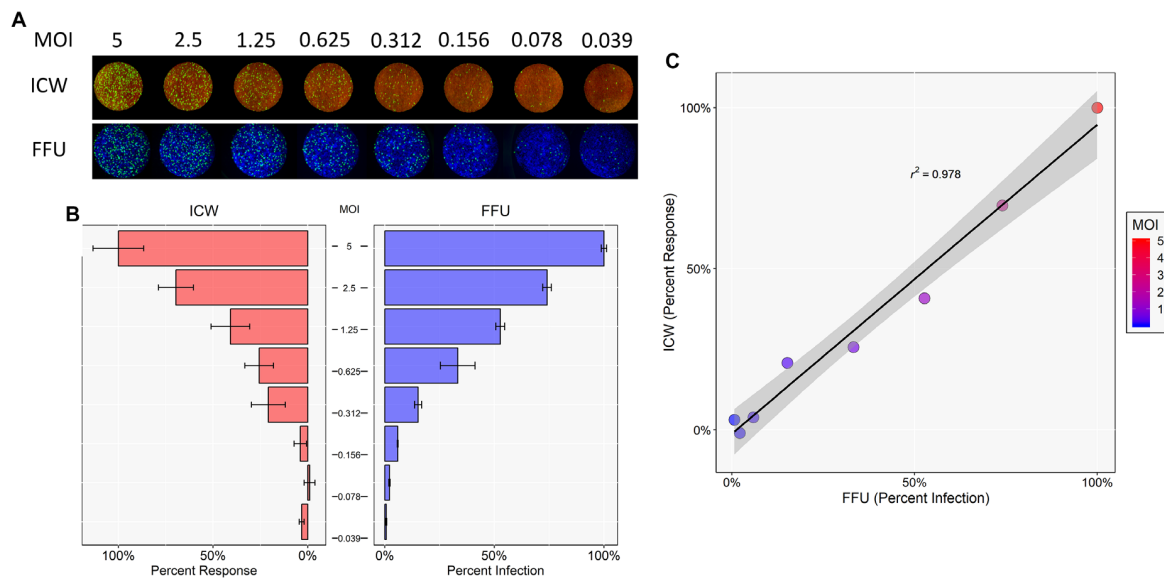 A
MOI 5 2.5 1.25 0.625 0.312 0.156 0.078 0.039
ICW
FFU
B
ICW MOI FFU
5
2.5
1.25
0.625
0.312
0.156
0.078
0.039
100% 50% 0%
Percent Response
0% 50% 100%
Percent Infection
C
100%
50%
0%
ICW (Percent Response)
r² = 0.978
0% 50% 100%
FFU (Percent Infection)
MOI
5
4
3
2
1